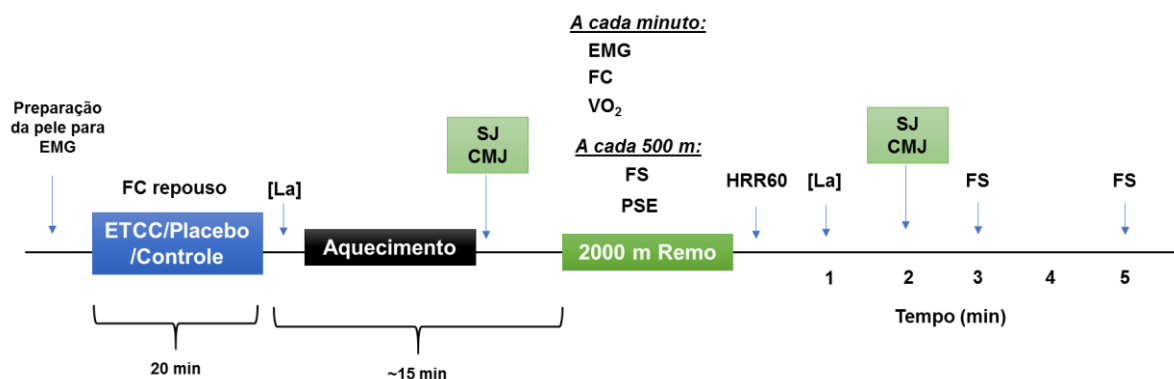 Preparação
da pele para
EMG
FC repouso
ETCC/Placebo
/Controle
20 min
[La]
Aquecimento
SJ
CMJ
~15 min
A cada minuto:
EMG
FC
VO₂
A cada 500 m:
FS
PSE
2000 m Remo
HRR60
[La]
SJ
CMJ
FS
FS
1
2
3
4
5
Tempo (min)